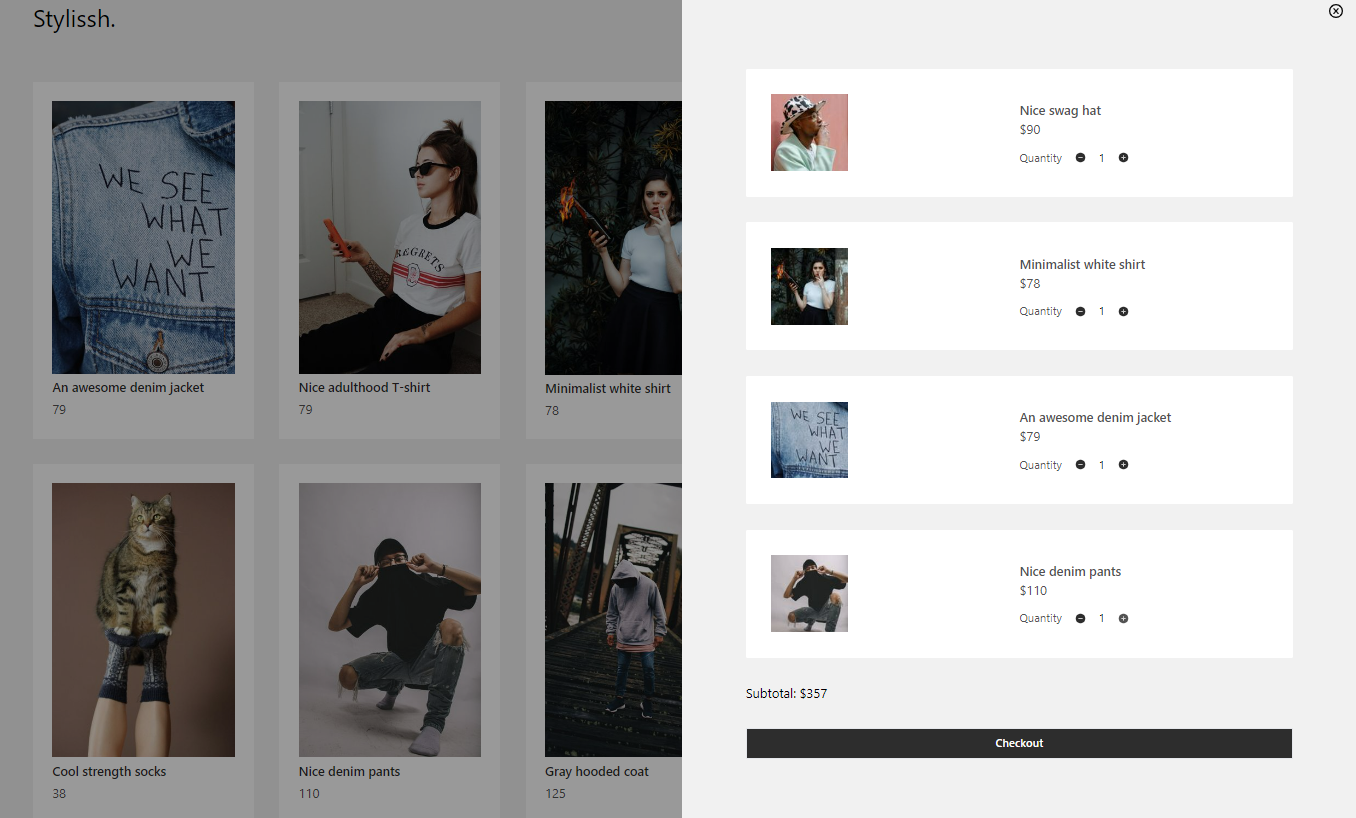 Stylissh.
WE SEE
WHAT
WE
WANT
REGRETS
An awesome denim jacket
79
Nice adulthood T-shirt
79
Minimalist white shirt
78
Cool strength socks
38
Nice denim pants
110
Gray hooded coat
125
Nice swag hat
$90
Quantity 1
Minimalist white shirt
$78
Quantity 1
WE SEE
WHAT
WE
WANT
An awesome denim jacket
$79
Quantity 1
Nice denim pants
$110
Quantity 1
Subtotal: $357
Checkout